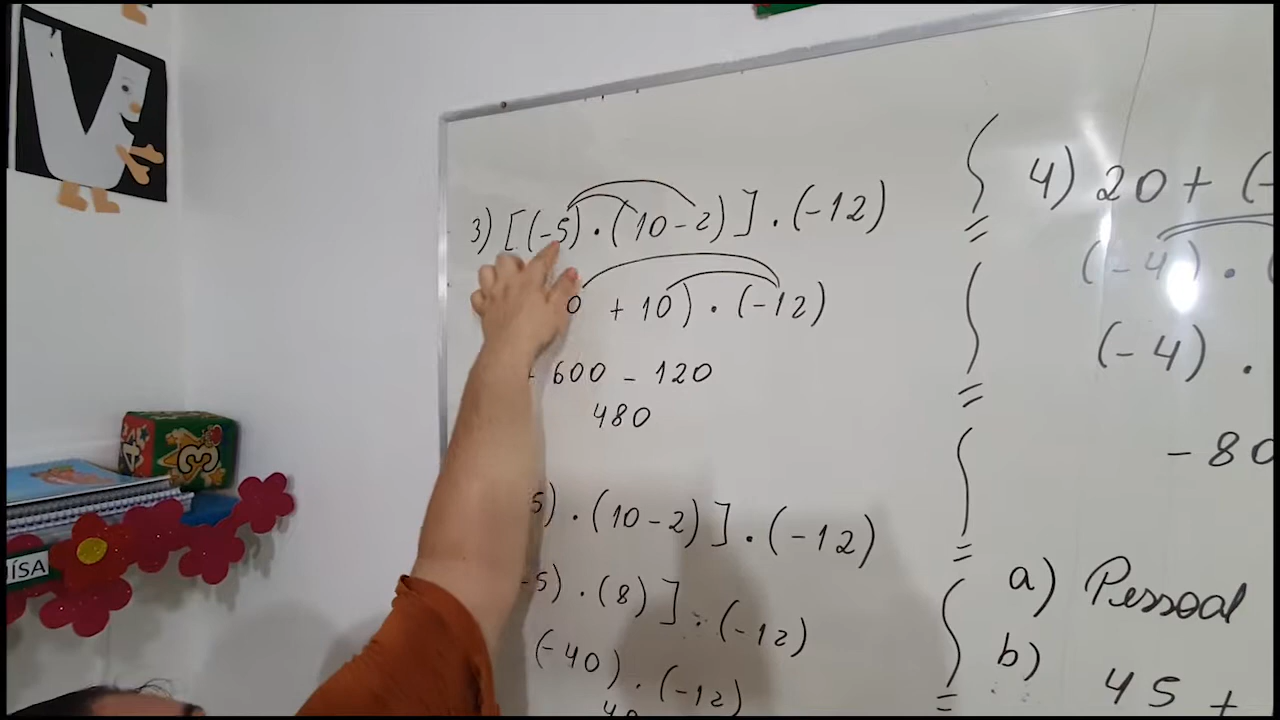 3) [(-5) · (10-2)] · (-12)
0 + 10) · (-12)
- 600 - 120
480
5) · (10-2)] · (-12)
-5) · (8)] · (-12)
(-40) · (-12)
4) 20 + (-
(-4) · (
(-4) ·
-80
a) Pessoal
b)
45 +
ÍSA